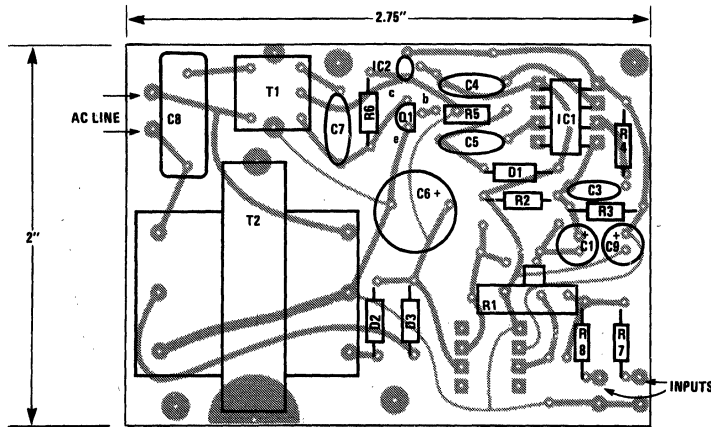 2.75"
2"
AC LINE
C8
T1
IC2
C7
R6
c
b
Q1
e
C4
R5
C5
IC1
R4
D1
R2
C3
R3
C6 +
+
C1
+
C9
T2
R1
D2
D3
R8
R7
INPUTS